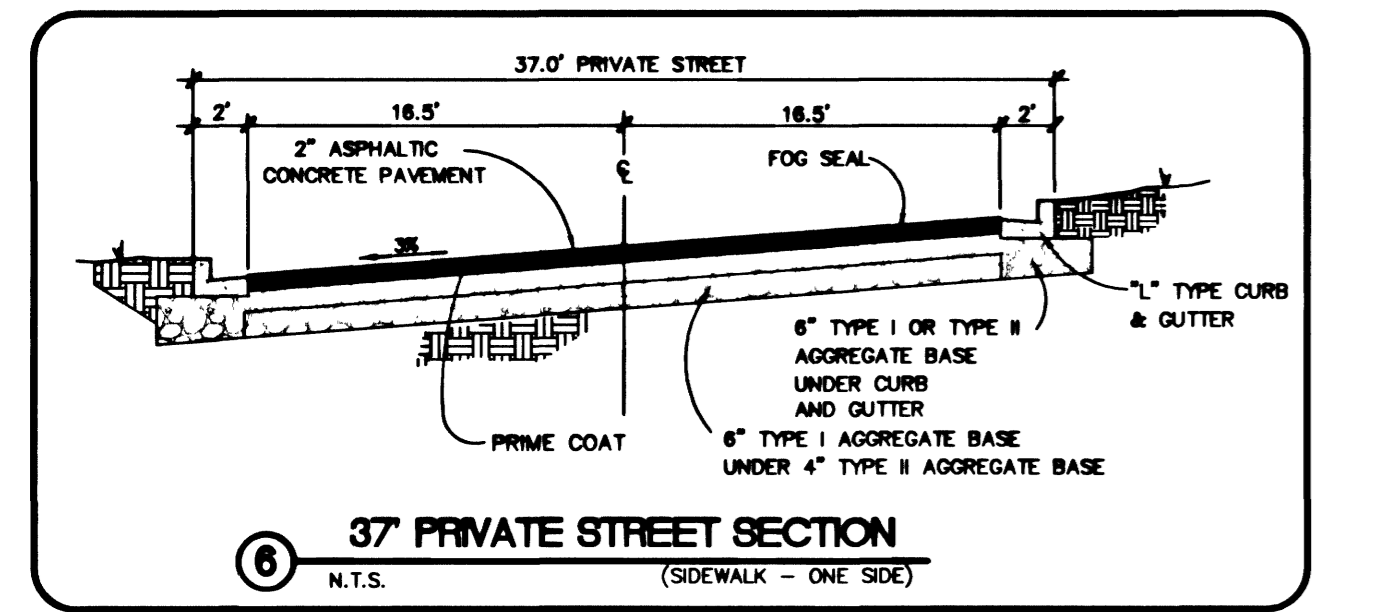 37.0' PRIVATE STREET
2' 16.5' 16.5' 2'
2" ASPHALTIC
CONCRETE PAVEMENT
FOG SEAL
℄
3%
"L" TYPE CURB
& GUTTER
6" TYPE I OR TYPE II
AGGREGATE BASE
UNDER CURB
AND GUTTER
PRIME COAT
6" TYPE I AGGREGATE BASE
UNDER 4" TYPE II AGGREGATE BASE
6
37' PRIVATE STREET SECTION
N.T.S. (SIDEWALK - ONE SIDE)